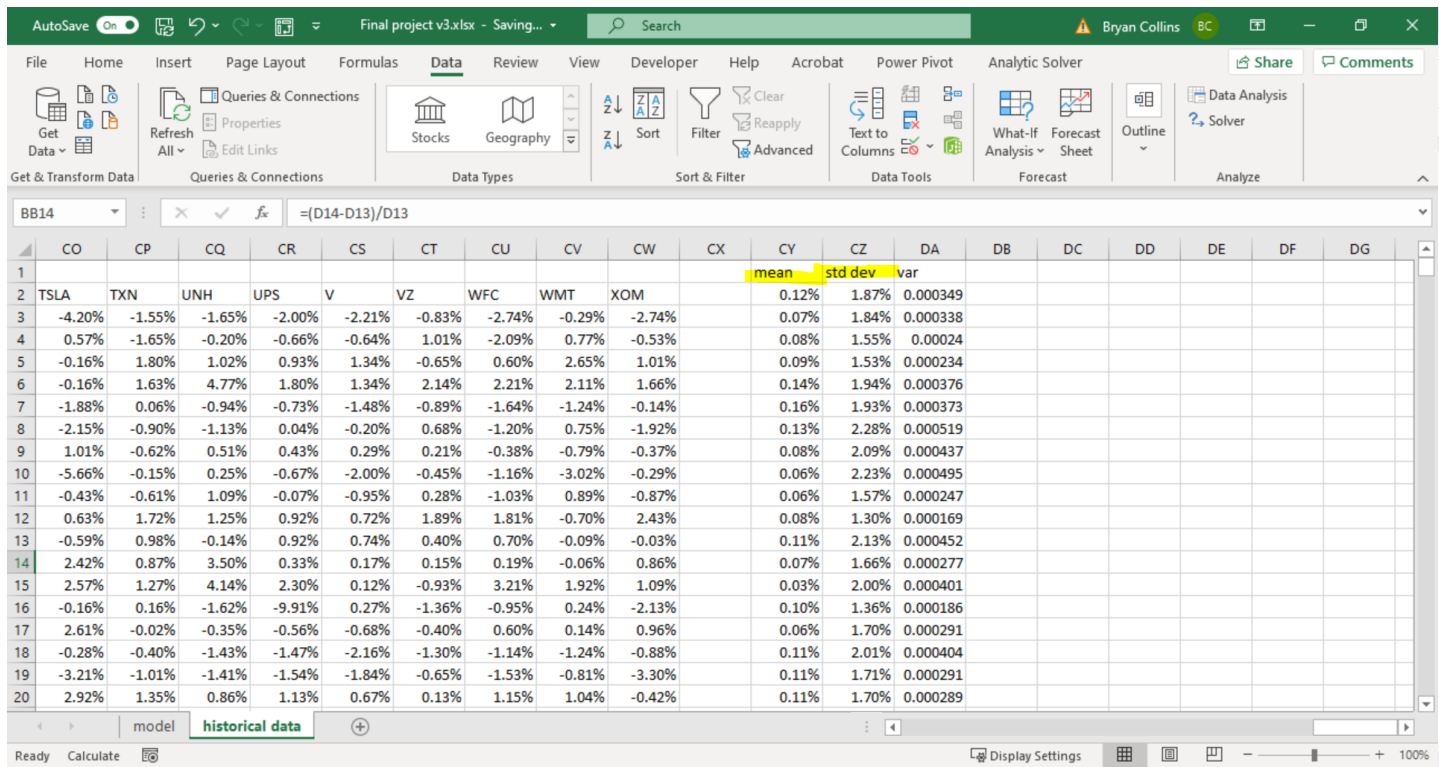 AutoSave On Final project v3.xlsx - Saving... Search Bryan Collins BC
File Home Insert Page Layout Formulas Data Review View Developer Help Acrobat Power Pivot Analytic Solver Share Comments
Get Data
Refresh All
Queries & Connections
Properties
Edit Links
Stocks Geography
Sort
Filter
Clear
Reapply
Advanced
Text to Columns
What-If Analysis
Forecast Sheet
Outline
Data Analysis
Solver
Get & Transform Data Queries & Connections Data Types Sort & Filter Data Tools Forecast Analyze
BB14 fx =(D14-D13)/D13
CO CP CQ CR CS CT CU CV CW CX CY CZ DA DB DC DD DE DF DG
1 mean std dev var
2 TSLA TXN UNH UPS V VZ WFC WMT XOM 0.12% 1.87% 0.000349
3 -4.20% -1.55% -1.65% -2.00% -2.21% -0.83% -2.74% -0.29% -2.74% 0.07% 1.84% 0.000338
4 0.57% -1.65% -0.20% -0.66% -0.64% 1.01% -2.09% 0.77% -0.53% 0.08% 1.55% 0.00024
5 -0.16% 1.80% 1.02% 0.93% 1.34% -0.65% 0.60% 2.65% 1.01% 0.09% 1.53% 0.000234
6 -0.16% 1.63% 4.77% 1.80% 1.34% 2.14% 2.21% 2.11% 1.66% 0.14% 1.94% 0.000376
7 -1.88% 0.06% -0.94% -0.73% -1.48% -0.89% -1.64% -1.24% -0.14% 0.16% 1.93% 0.000373
8 -2.15% -0.90% -1.13% 0.04% -0.20% 0.68% -1.20% 0.75% -1.92% 0.13% 2.28% 0.000519
9 1.01% -0.62% 0.51% 0.43% 0.29% 0.21% -0.38% -0.79% -0.37% 0.08% 2.09% 0.000437
10 -5.66% -0.15% 0.25% -0.67% -2.00% -0.45% -1.16% -3.02% -0.29% 0.06% 2.23% 0.000495
11 -0.43% -0.61% 1.09% -0.07% -0.95% 0.28% -1.03% 0.89% -0.87% 0.06% 1.57% 0.000247
12 0.63% 1.72% 1.25% 0.92% 0.72% 1.89% 1.81% -0.70% 2.43% 0.08% 1.30% 0.000169
13 -0.59% 0.98% -0.14% 0.92% 0.74% 0.40% 0.70% -0.09% -0.03% 0.11% 2.13% 0.000452
14 2.42% 0.87% 3.50% 0.33% 0.17% 0.15% 0.19% -0.06% 0.86% 0.07% 1.66% 0.000277
15 2.57% 1.27% 4.14% 2.30% 0.12% -0.93% 3.21% 1.92% 1.09% 0.03% 2.00% 0.000401
16 -0.16% 0.16% -1.62% -9.91% 0.27% -1.36% -0.95% 0.24% -2.13% 0.10% 1.36% 0.000186
17 2.61% -0.02% -0.35% -0.56% -0.68% -0.40% 0.60% 0.14% 0.96% 0.06% 1.70% 0.000291
18 -0.28% -0.40% -1.43% -1.47% -2.16% -1.30% -1.14% -1.24% -0.88% 0.11% 2.01% 0.000404
19 -3.21% -1.01% -1.41% -1.54% -1.84% -0.65% -1.53% -0.81% -3.30% 0.11% 1.71% 0.000291
20 2.92% 1.35% 0.86% 1.13% 0.67% 0.13% 1.15% 1.04% -0.42% 0.11% 1.70% 0.000289
model historical data
Ready Calculate Display Settings 100%